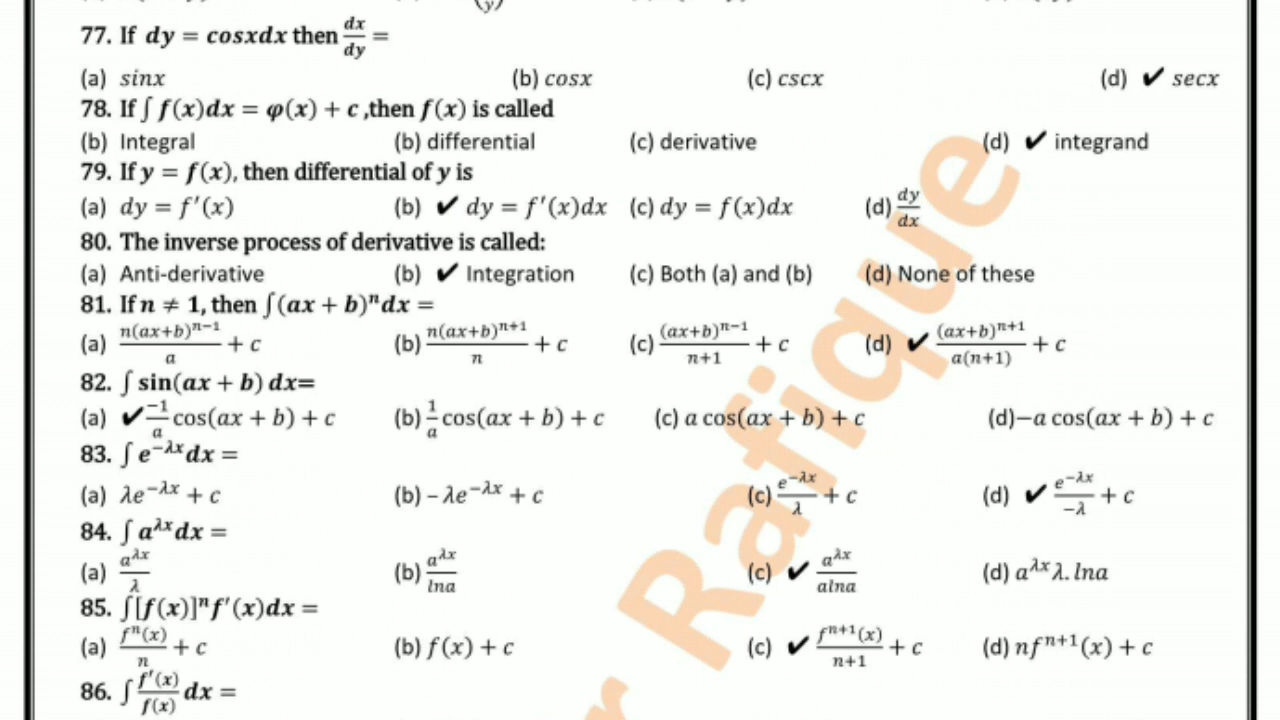 77. If dy = cosxdx then dx/dy =
(a) sinx (b) cosx (c) cscx (d) ✔ secx
78. If ∫ f(x)dx = φ(x) + c ,then f(x) is called
(b) Integral (b) differential (c) derivative (d) ✔ integrand
79. If y = f(x), then differential of y is
(a) dy = f′(x) (b) ✔ dy = f′(x)dx (c) dy = f(x)dx (d) dy/dx
80. The inverse process of derivative is called:
(a) Anti-derivative (b) ✔ Integration (c) Both (a) and (b) (d) None of these
81. If n ≠ 1, then ∫(ax + b)ⁿdx =
(a) n(ax+b)ⁿ⁻¹/a + c (b) n(ax+b)ⁿ⁺¹/n + c (c) (ax+b)ⁿ⁻¹/n+1 + c (d) ✔ (ax+b)ⁿ⁺¹/a(n+1) + c
82. ∫ sin(ax + b) dx=
(a) ✔ −1/a cos(ax + b) + c (b) 1/a cos(ax + b) + c (c) a cos(ax + b) + c (d)−a cos(ax + b) + c
83. ∫ e^−λx dx =
(a) λe^−λx + c (b) – λe^−λx + c (c) e^−λx/λ + c (d) ✔ e^−λx/−λ + c
84. ∫ a^λx dx =
(a) a^λx/λ (b) a^λx/lna (c) ✔ a^λx/alna (d) a^λx λ. lna
85. ∫[f(x)]ⁿf′(x)dx =
(a) fⁿ(x)/n + c (b) f(x) + c (c) ✔ fⁿ⁺¹(x)/n+1 + c (d) nfⁿ⁺¹(x) + c
86. ∫ f′(x)/f(x) dx =
r Rafique